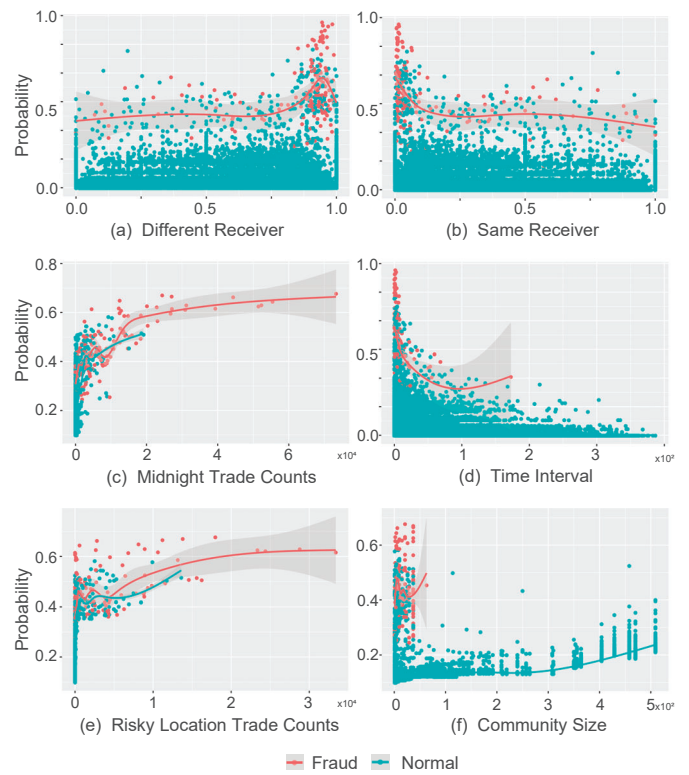 1.0
0.5
0.0
Probability
0.0 0.5 1.0
(a) Different Receiver
1.0
0.5
0.0
0.0 0.5 1.0
(b) Same Receiver
0.8
0.6
0.4
0.2
Probability
0 2 4 6
x10⁴
(c) Midnight Trade Counts
1.0
0.5
0.0
0 1 2 3
x10²
(d) Time Interval
0.6
0.4
0.2
Probability
0 1 2 3
x10⁴
(e) Risky Location Trade Counts
0.6
0.4
0.2
0 1 2 3 4 5
x10²
(f) Community Size
Fraud Normal